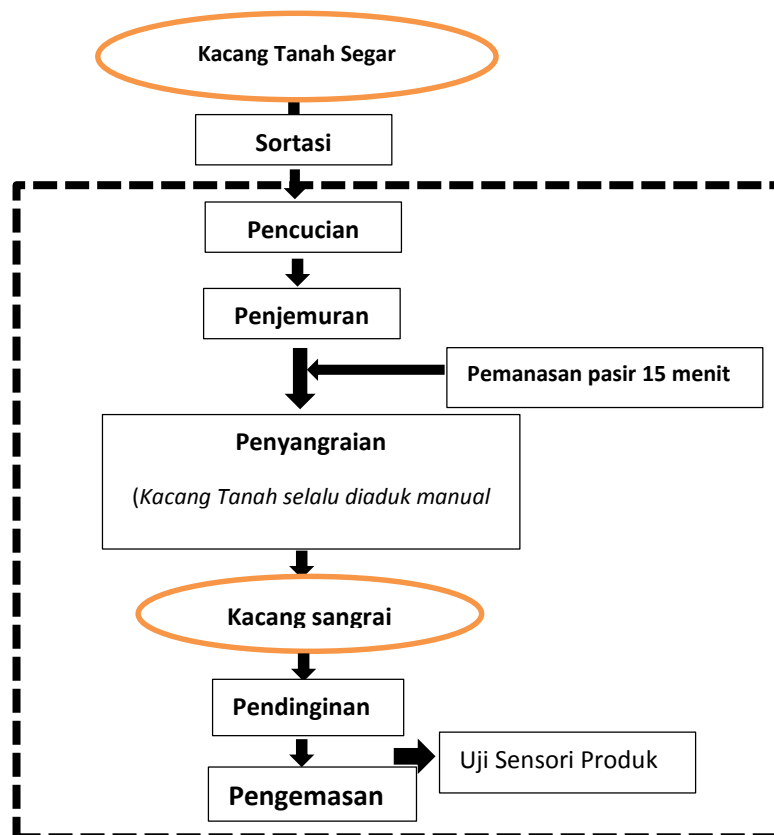 Kacang Tanah Segar
Sortasi
Pencucian
Penjemuran
Pemanasan pasir 15 menit
Penyangraian
(Kacang Tanah selalu diaduk manual
Kacang sangrai
Pendinginan
Uji Sensori Produk
Pengemasan